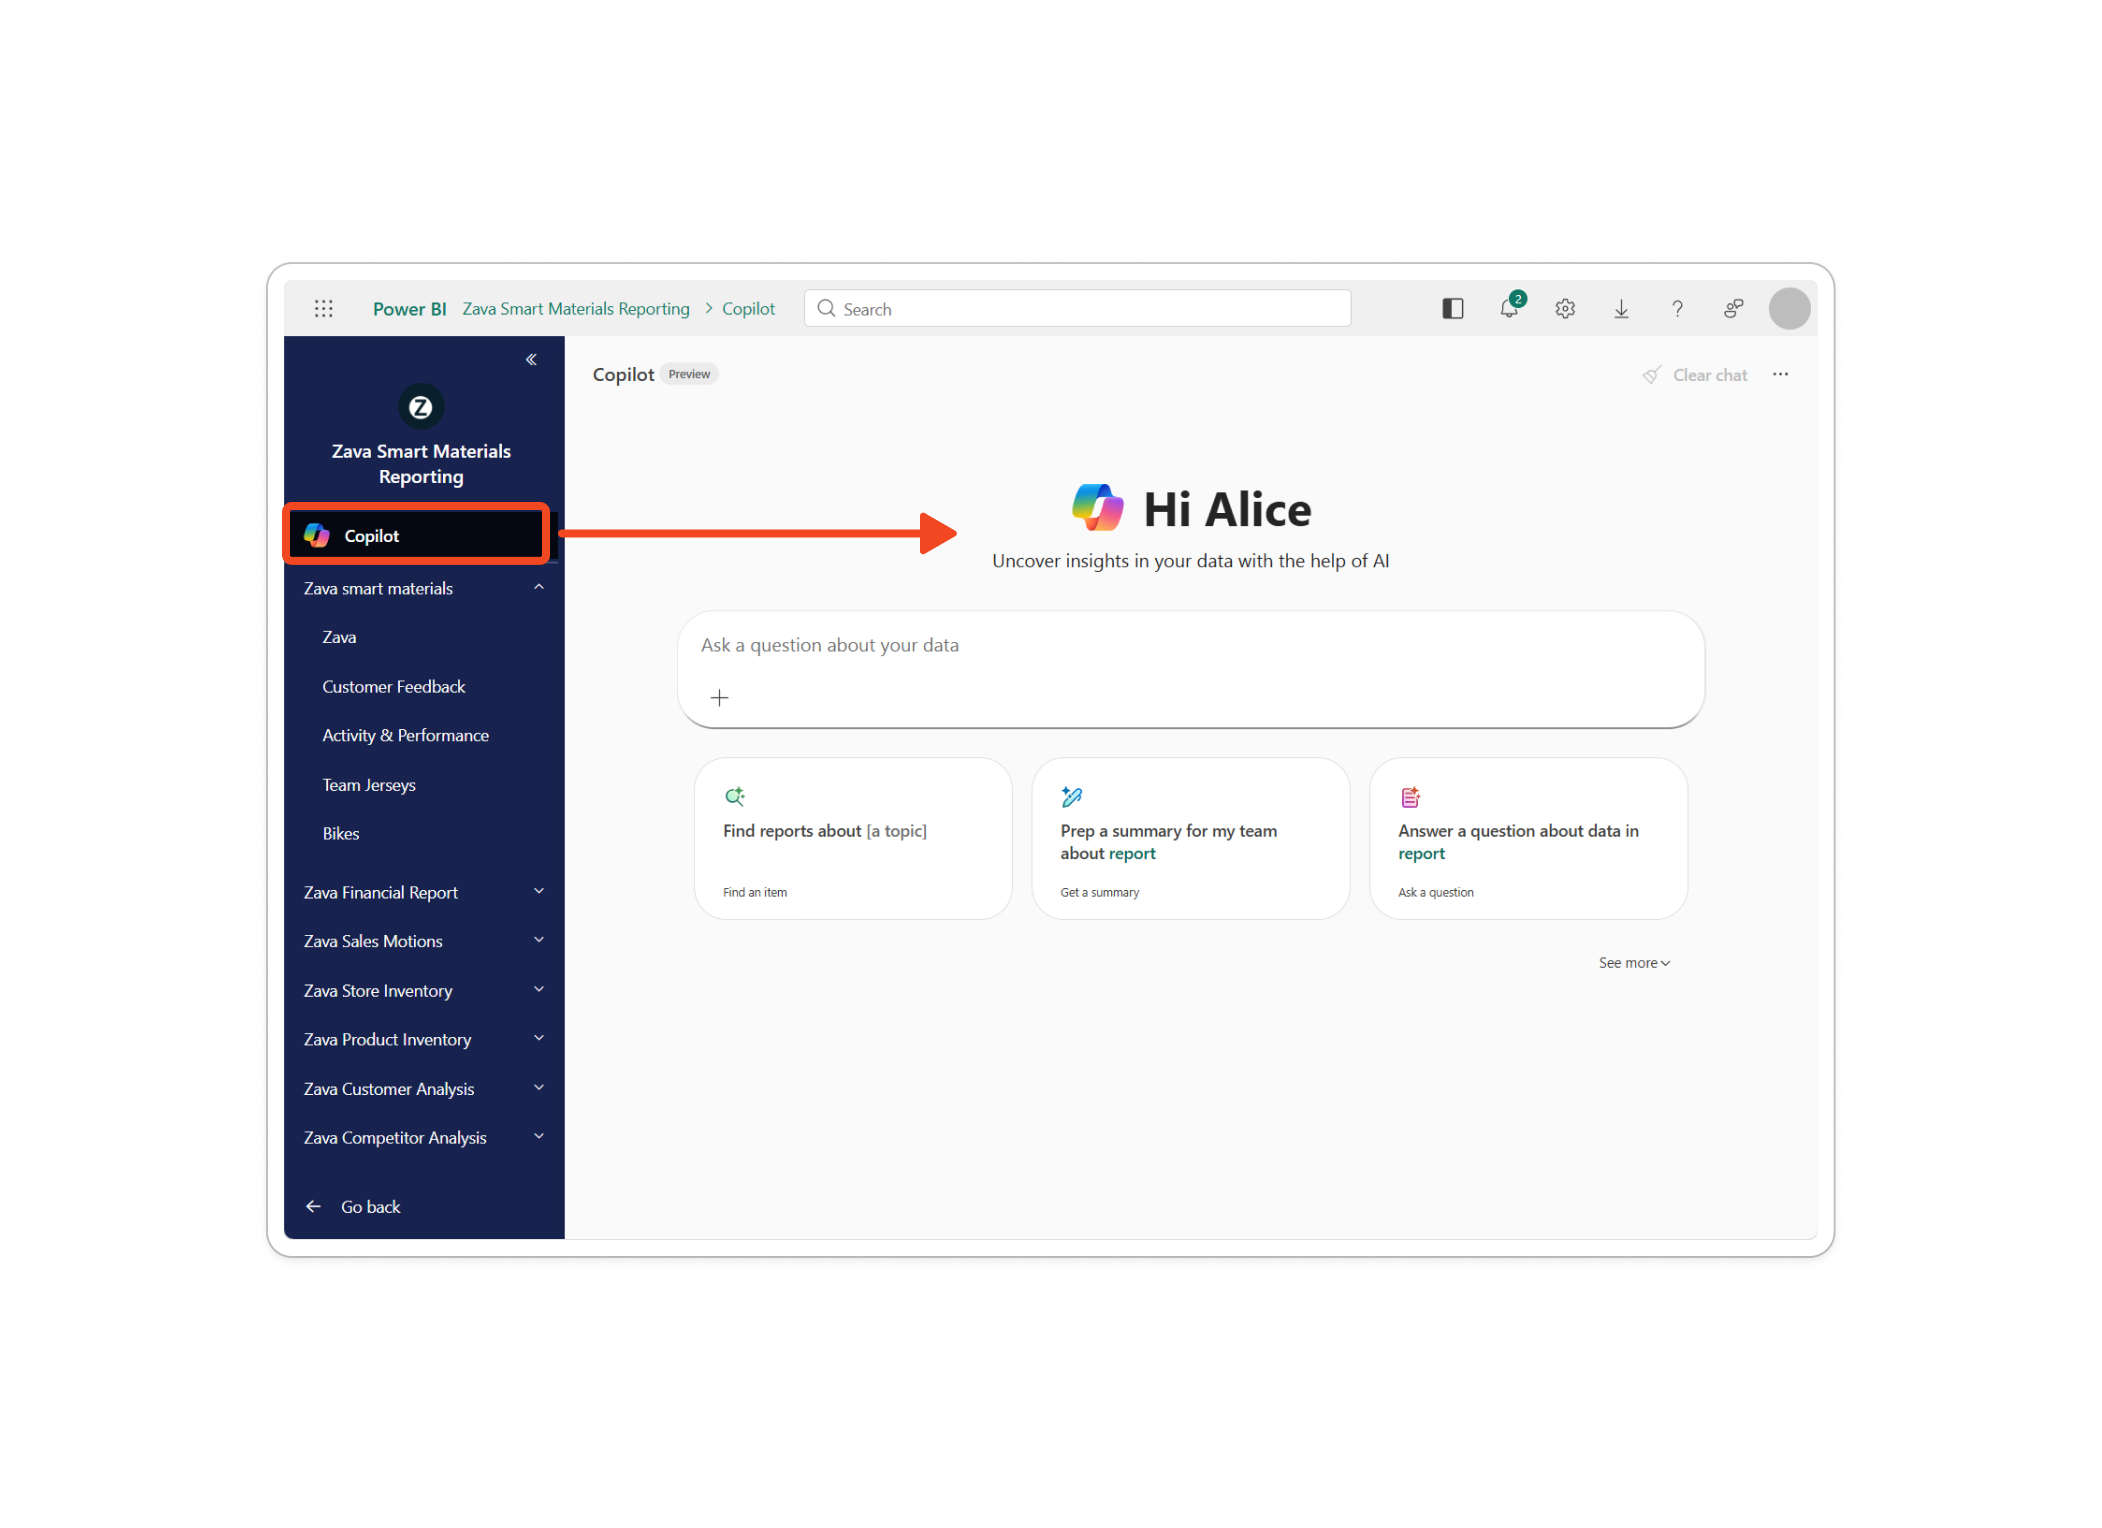 Power BI Zava Smart Materials Reporting > Copilot
Search
2
?
Z
Zava Smart Materials
Reporting
Copilot
Zava smart materials
Zava
Customer Feedback
Activity & Performance
Team Jerseys
Bikes
Zava Financial Report
Zava Sales Motions
Zava Store Inventory
Zava Product Inventory
Zava Customer Analysis
Zava Competitor Analysis
Go back
Copilot Preview
Clear chat
Hi Alice
Uncover insights in your data with the help of AI
Ask a question about your data
Find reports about [a topic]
Find an item
Prep a summary for my team
about report
Get a summary
Answer a question about data in
report
Ask a question
See more